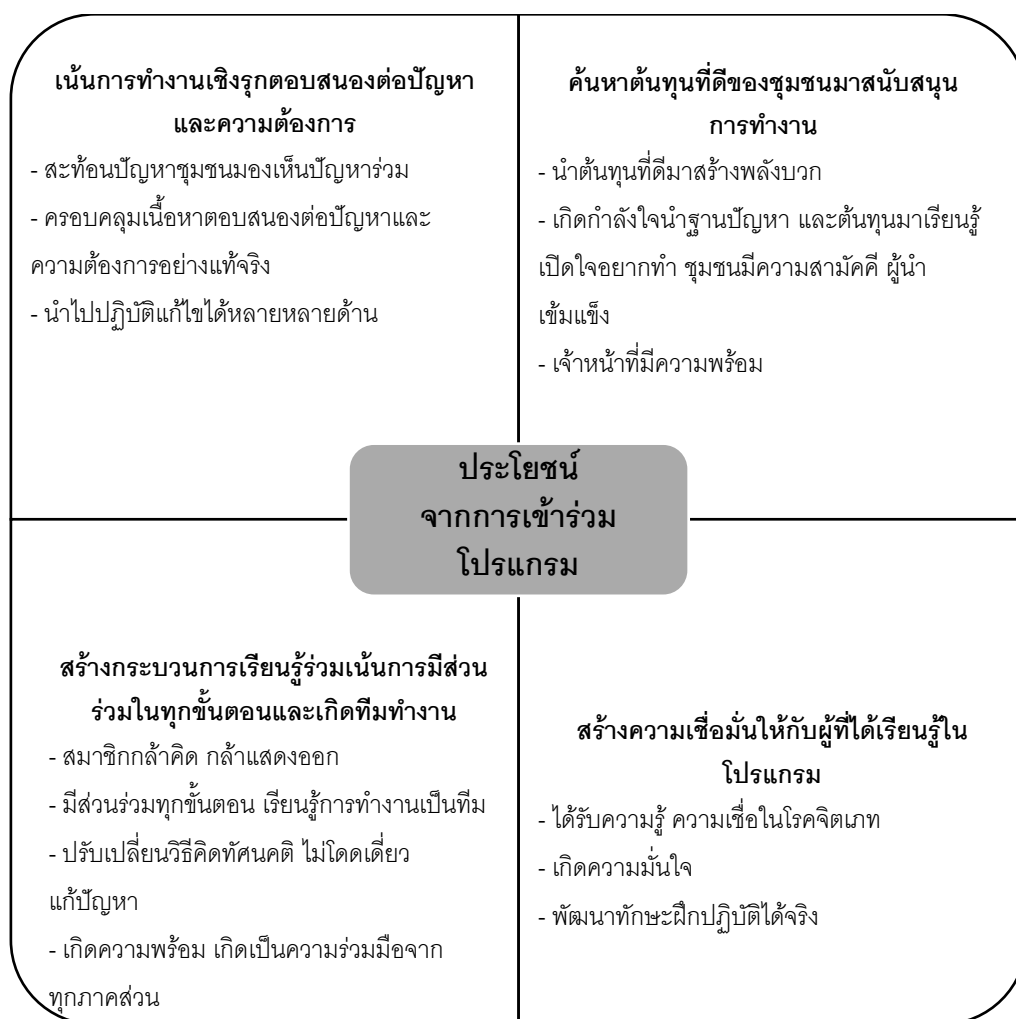 เน้นการทำงานเชิงรุกตอบสนองต่อปัญหา
และความต้องการ
- สะท้อนปัญหาชุมชนมองเห็นปัญหาร่วม
- ครอบคลุมเนื้อหาตอบสนองต่อปัญหาและ
ความต้องการอย่างแท้จริง
- นำไปปฏิบัติแก้ไขได้หลายหลายด้าน
ค้นหาต้นทุนที่ดีของชุมชนมาสนับสนุน
การทำงาน
- นำต้นทุนที่ดีมาสร้างพลังบวก
- เกิดกำลังใจนำฐานปัญหา และต้นทุนมาเรียนรู้
เปิดใจอยากทำ ชุมชนมีความสามัคคี ผู้นำ
เข้มแข็ง
- เจ้าหน้าที่มีความพร้อม
ประโยชน์
จากการเข้าร่วม
โปรแกรม
สร้างกระบวนการเรียนรู้ร่วมเน้นการมีส่วน
ร่วมในทุกขั้นตอนและเกิดทีมทำงาน
- สมาชิกกล้าคิด กล้าแสดงออก
- มีส่วนร่วมทุกขั้นตอน เรียนรู้การทำงานเป็นทีม
- ปรับเปลี่ยนวิธีคิดทัศนคติ ไม่โดดเดี่ยว
แก้ปัญหา
- เกิดความพร้อม เกิดเป็นความร่วมมือจาก
ทุกภาคส่วน
สร้างความเชื่อมั่นให้กับผู้ที่ได้เรียนรู้ใน
โปรแกรม
- ได้รับความรู้ ความเชื่อในโรคจิตเภท
- เกิดความมั่นใจ
- พัฒนาทักษะฝึกปฏิบัติได้จริง